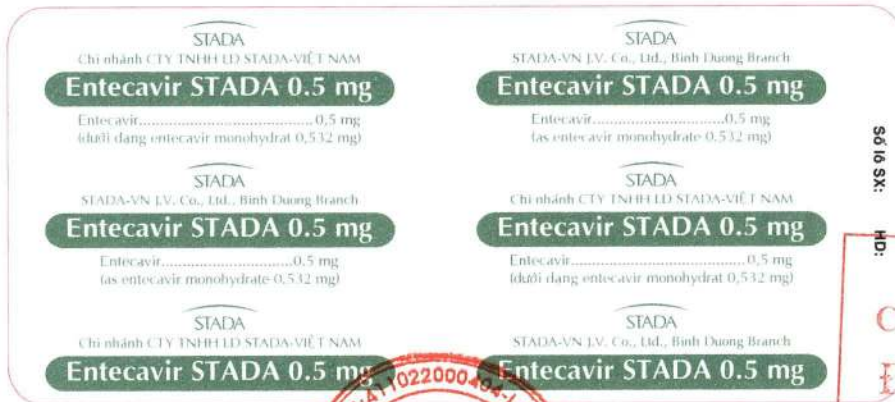 STADA
Chi nhánh CTY TNHH LD STADA-VIỆT NAM
Entecavir STADA 0.5 mg
Entecavir..............................................0,5 mg
(dưới dạng entecavir monohydrat 0,532 mg)
STADA
STADA-VN J.V. Co., Ltd., Binh Duong Branch
Entecavir STADA 0.5 mg
Entecavir...................................0.5 mg
(as entecavir monohydrate 0.532 mg)
STADA
Chi nhánh CTY TNHH LD STADA-VIỆT NAM
Entecavir STADA 0.5 mg
STADA
STADA-VN J.V. Co., Ltd., Binh Duong Branch
Entecavir STADA 0.5 mg
Entecavir...................................0.5 mg
(as entecavir monohydrate 0.532 mg)
STADA
Chi nhánh CTY TNHH LD STADA-VIỆT NAM
Entecavir STADA 0.5 mg
Entecavir..............................................0,5 mg
(dưới dạng entecavir monohydrat 0,532 mg)
STADA
STADA-VN J.V. Co., Ltd., Binh Duong Branch
Entecavir STADA 0.5 mg
Số lô SX: HD: